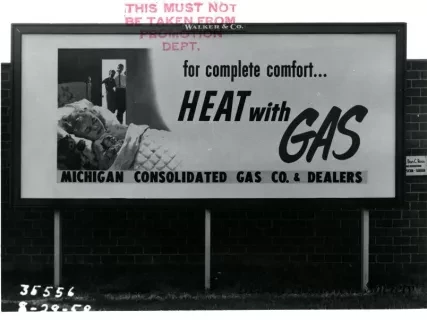 THIS MUST NOT
BE TAKEN FROM
PROMOTION
DEPT.
WALKER & CO.
for complete comfort...
HEAT with
GAS
MICHIGAN CONSOLIDATED GAS CO. & DEALERS
36556